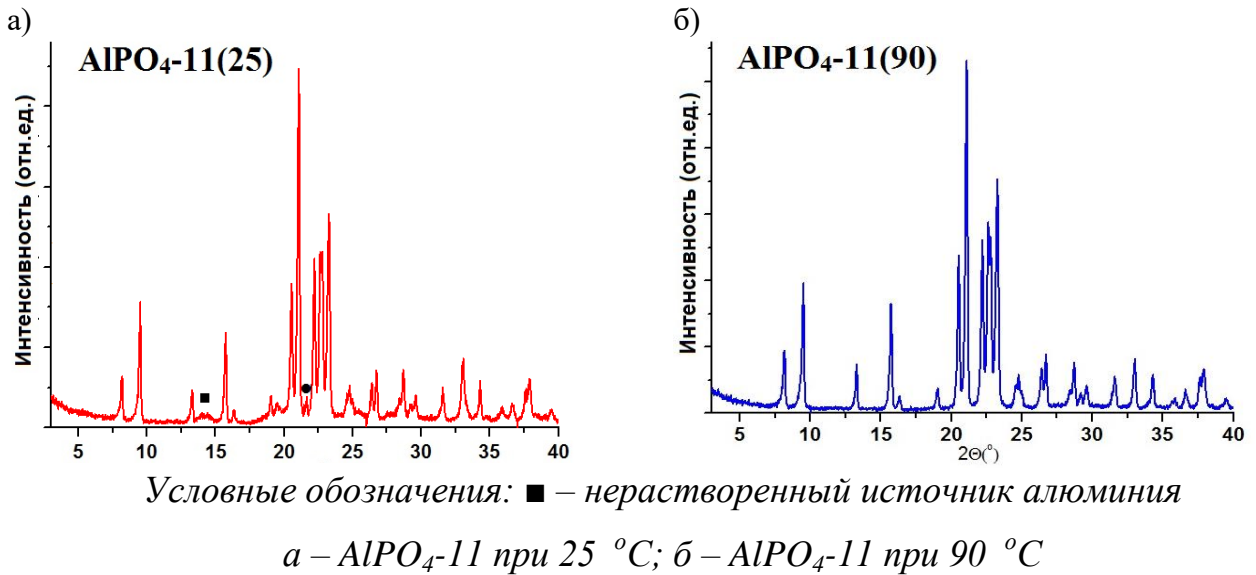 а)
б)
AlPO₄-11(25)
AlPO₄-11(90)
Интенсивность (отн.ед.)
Интенсивность (отн.ед.)
5 10 15 20 25 30 35 40
5 10 15 20 25 30 35 40
2Θ(°)
Условные обозначения: ■ – нерастворенный источник алюминия
а – AlPO₄-11 при 25 °С; б – AlPO₄-11 при 90 °С